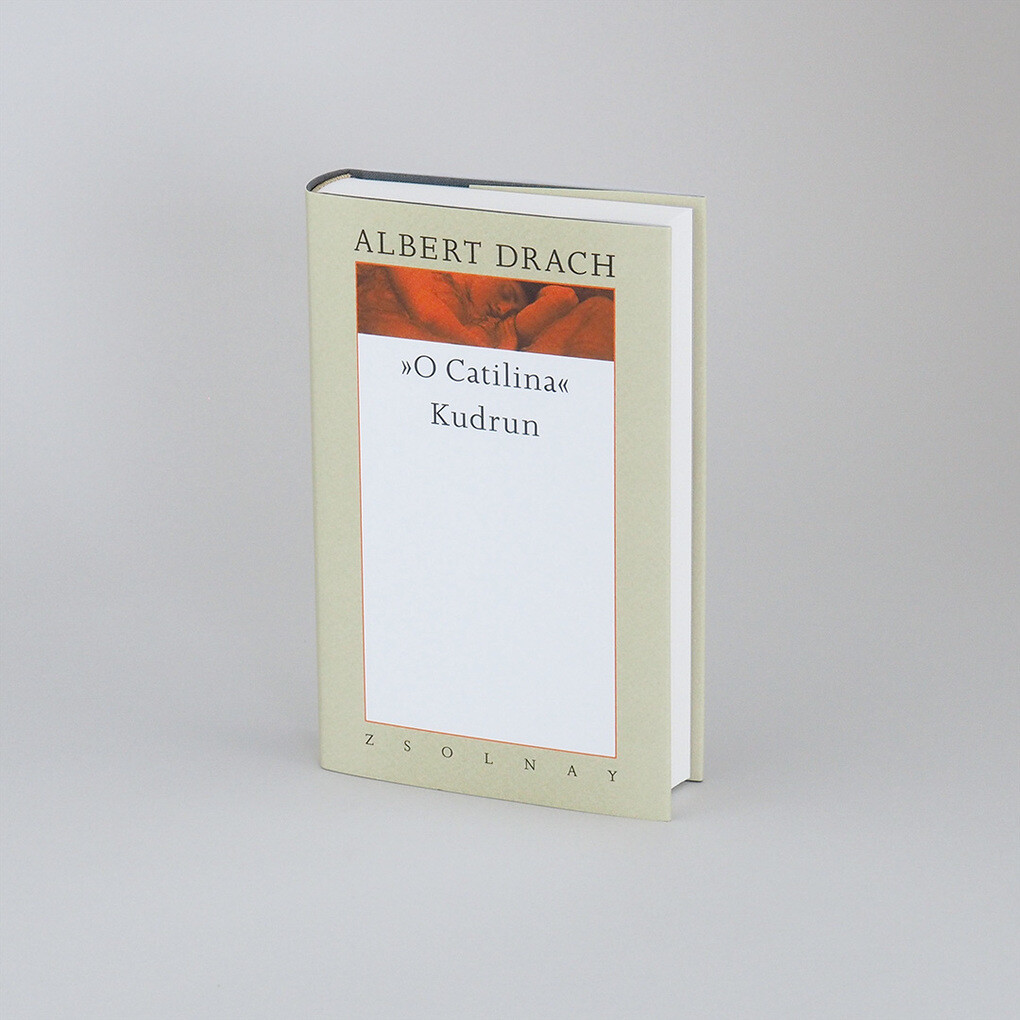 ALBERT DRACH
»O Catilina«
Kudrun
ZSOLNAY